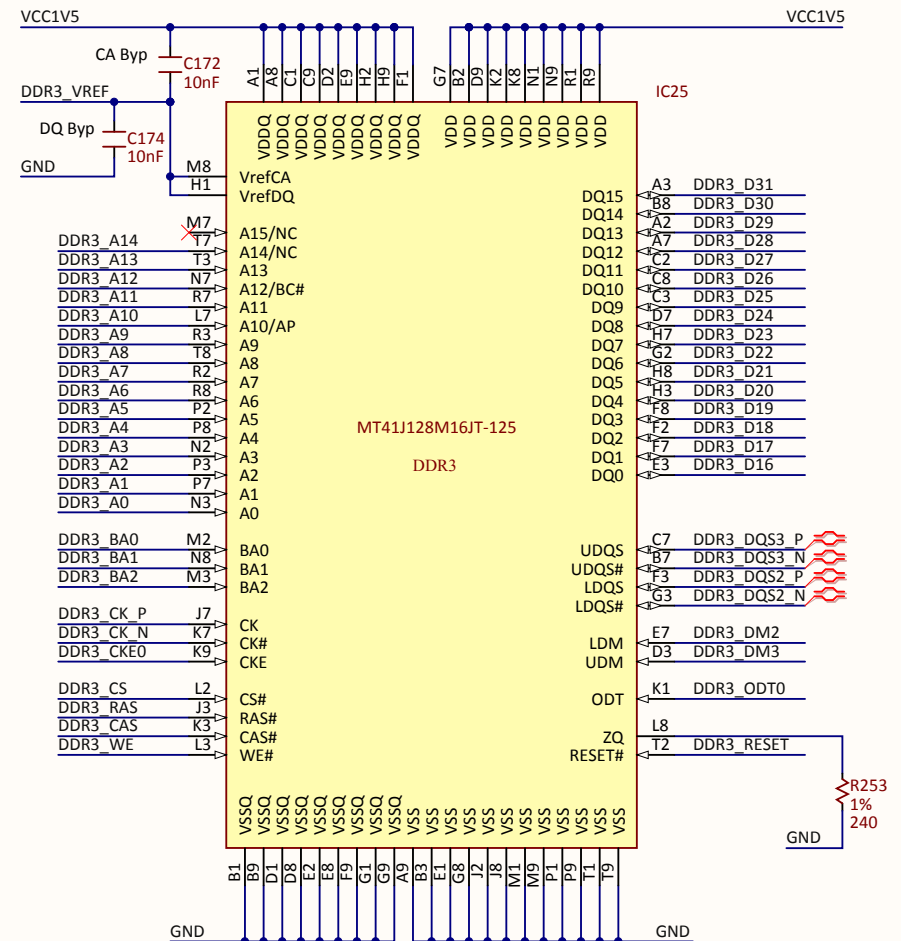 VCC1V5 VCC1V5
CA Byp
C172
10nF
DDR3_VREF
DQ Byp
C174
10nF
GND
A1 A8 C1 C9 D2 E9 H2 H9 F1 G7 B2 D9 K2 K8 N1 N9 R1 R9
IC25
VDDQ VDDQ VDDQ VDDQ VDDQ VDDQ VDDQ VDDQ VDDQ VDD VDD VDD VDD VDD VDD VDD VDD VDD
M8 VrefCA
H1 VrefDQ
M7 A15/NC
DDR3_A14 T7 A14/NC
DDR3_A13 T3 A13
DDR3_A12 N7 A12/BC#
DDR3_A11 R7 A11
DDR3_A10 L7 A10/AP
DDR3_A9 R3 A9
DDR3_A8 T8 A8
DDR3_A7 R2 A7
DDR3_A6 R8 A6
DDR3_A5 P2 A5
DDR3_A4 P8 A4
DDR3_A3 N2 A3
DDR3_A2 P3 A2
DDR3_A1 P7 A1
DDR3_A0 N3 A0
DDR3_BA0 M2 BA0
DDR3_BA1 N8 BA1
DDR3_BA2 M3 BA2
DDR3_CK_P J7 CK
DDR3_CK_N K7 CK#
DDR3_CKE0 K9 CKE
DDR3_CS L2 CS#
DDR3_RAS J3 RAS#
DDR3_CAS K3 CAS#
DDR3_WE L3 WE#
MT41J128M16JT-125
DDR3
DQ15 A3 DDR3_D31
DQ14 B8 DDR3_D30
DQ13 A2 DDR3_D29
DQ12 A7 DDR3_D28
DQ11 C2 DDR3_D27
DQ10 C8 DDR3_D26
DQ9 C3 DDR3_D25
DQ8 D7 DDR3_D24
DQ7 H7 DDR3_D23
DQ6 G2 DDR3_D22
DQ5 H8 DDR3_D21
DQ4 H3 DDR3_D20
DQ3 F8 DDR3_D19
DQ2 F2 DDR3_D18
DQ1 F7 DDR3_D17
DQ0 E3 DDR3_D16
UDQS C7 DDR3_DQS3_P
UDQS# B7 DDR3_DQS3_N
LDQS F3 DDR3_DQS2_P
LDQS# G3 DDR3_DQS2_N
LDM E7 DDR3_DM2
UDM D3 DDR3_DM3
ODT K1 DDR3_ODT0
ZQ L8
RESET# T2 DDR3_RESET
R253
1%
240
GND
VSSQ VSSQ VSSQ VSSQ VSSQ VSSQ VSSQ VSSQ VSSQ VSS VSS VSS VSS VSS VSS VSS VSS VSS VSS VSS VSS
B1 B9 D1 D8 E2 E8 F9 G1 G9 A9 B3 E1 G8 J2 J8 M1 M9 P1 P9 T1 T9
GND GND